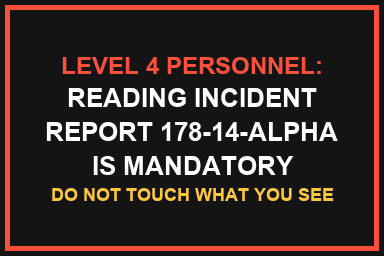 LEVEL 4 PERSONNEL:
READING INCIDENT
REPORT 178-14-ALPHA
IS MANDATORY
DO NOT TOUCH WHAT YOU SEE